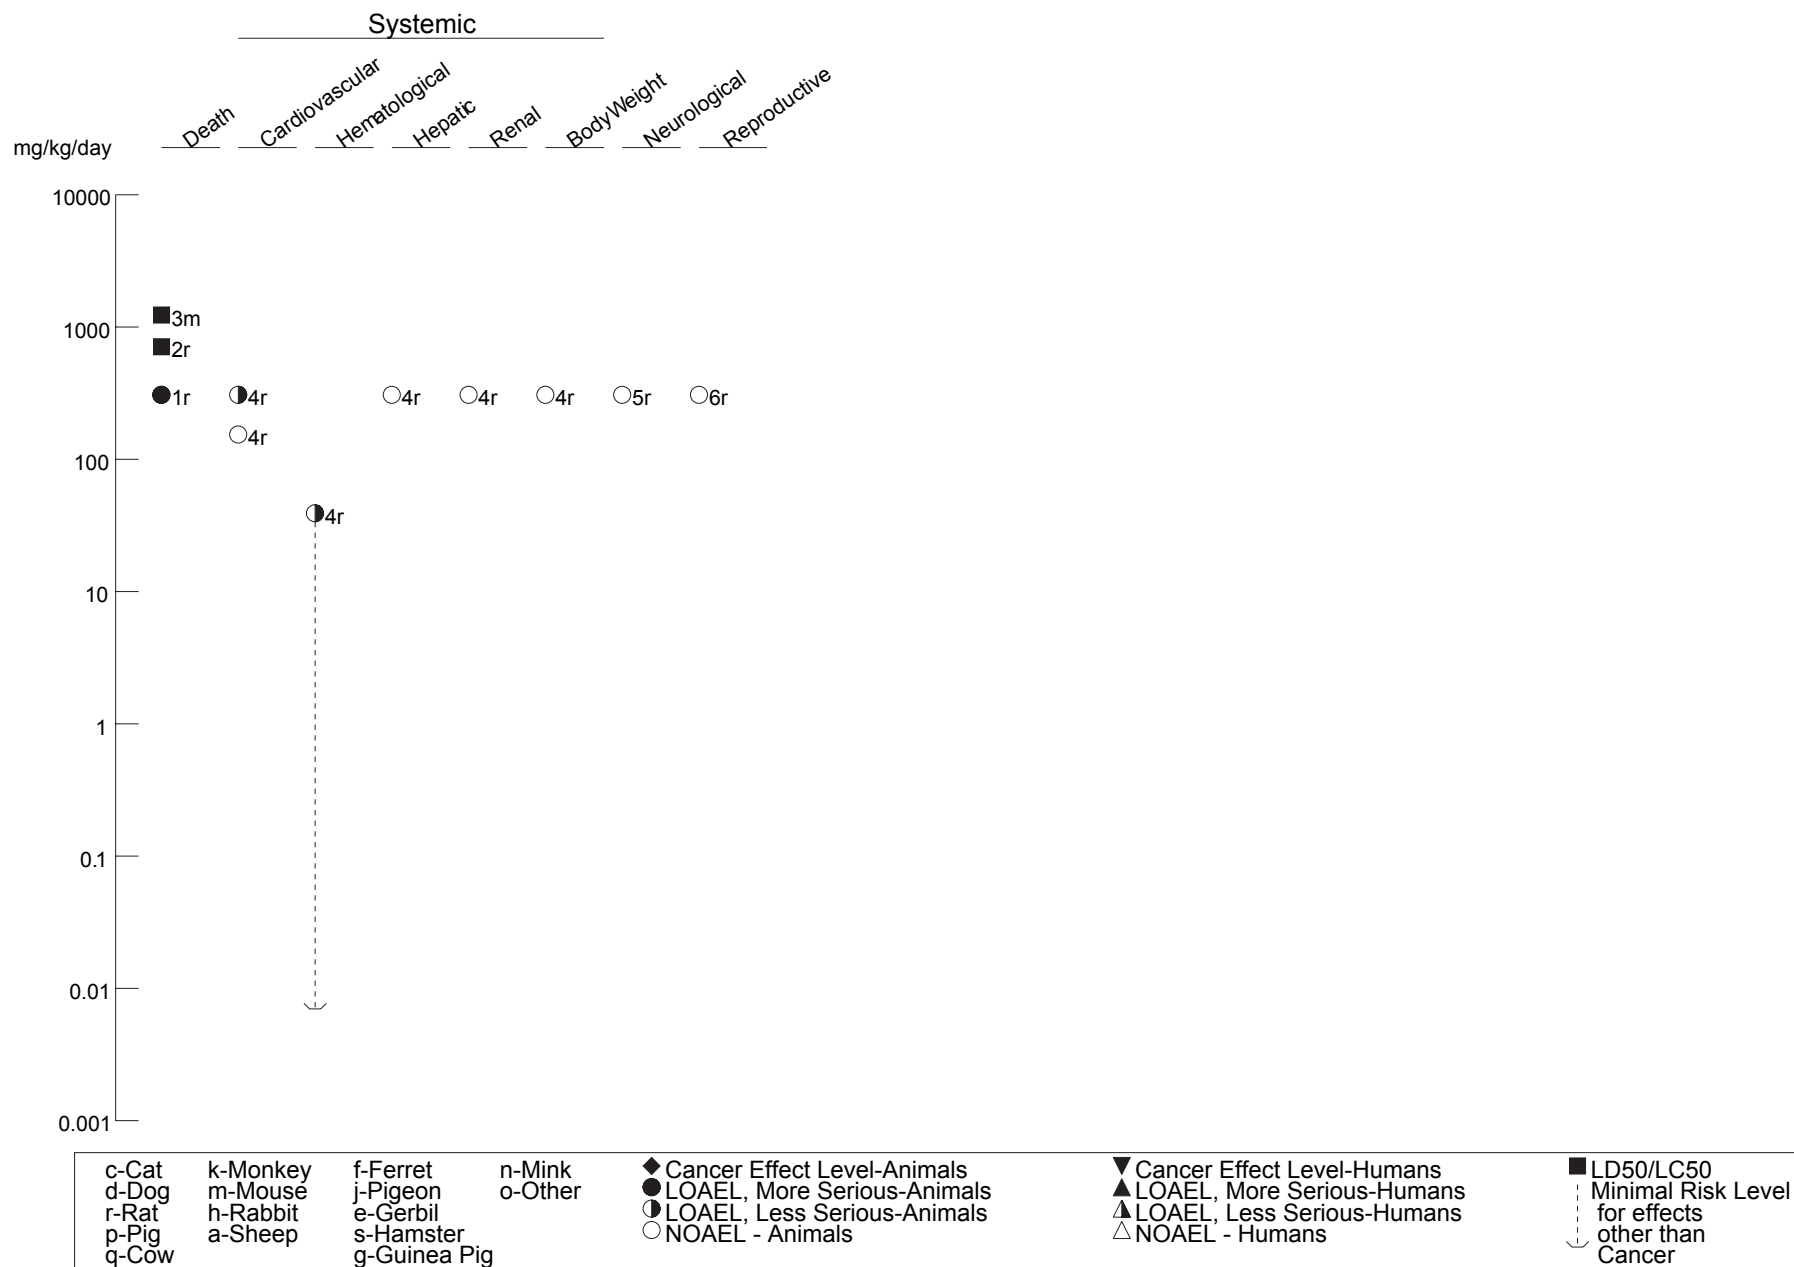 Systemic
Death Cardiovascular Hematological Hepatic Renal Body Weight Neurological Reproductive
mg/kg/day
10000
3m
1000
2r
1r 4r 4r 4r 4r 5r 6r
4r
100
4r
10
1
0.1
0.01
0.001
c-Cat k-Monkey f-Ferret n-Mink Cancer Effect Level-Animals Cancer Effect Level-Humans LD50/LC50
d-Dog m-Mouse j-Pigeon o-Other LOAEL, More Serious-Animals LOAEL, More Serious-Humans Minimal Risk Level
r-Rat h-Rabbit e-Gerbil LOAEL, Less Serious-Animals LOAEL, Less Serious-Humans for effects
p-Pig a-Sheep s-Hamster NOAEL - Animals NOAEL - Humans other than
q-Cow g-Guinea Pig Cancer